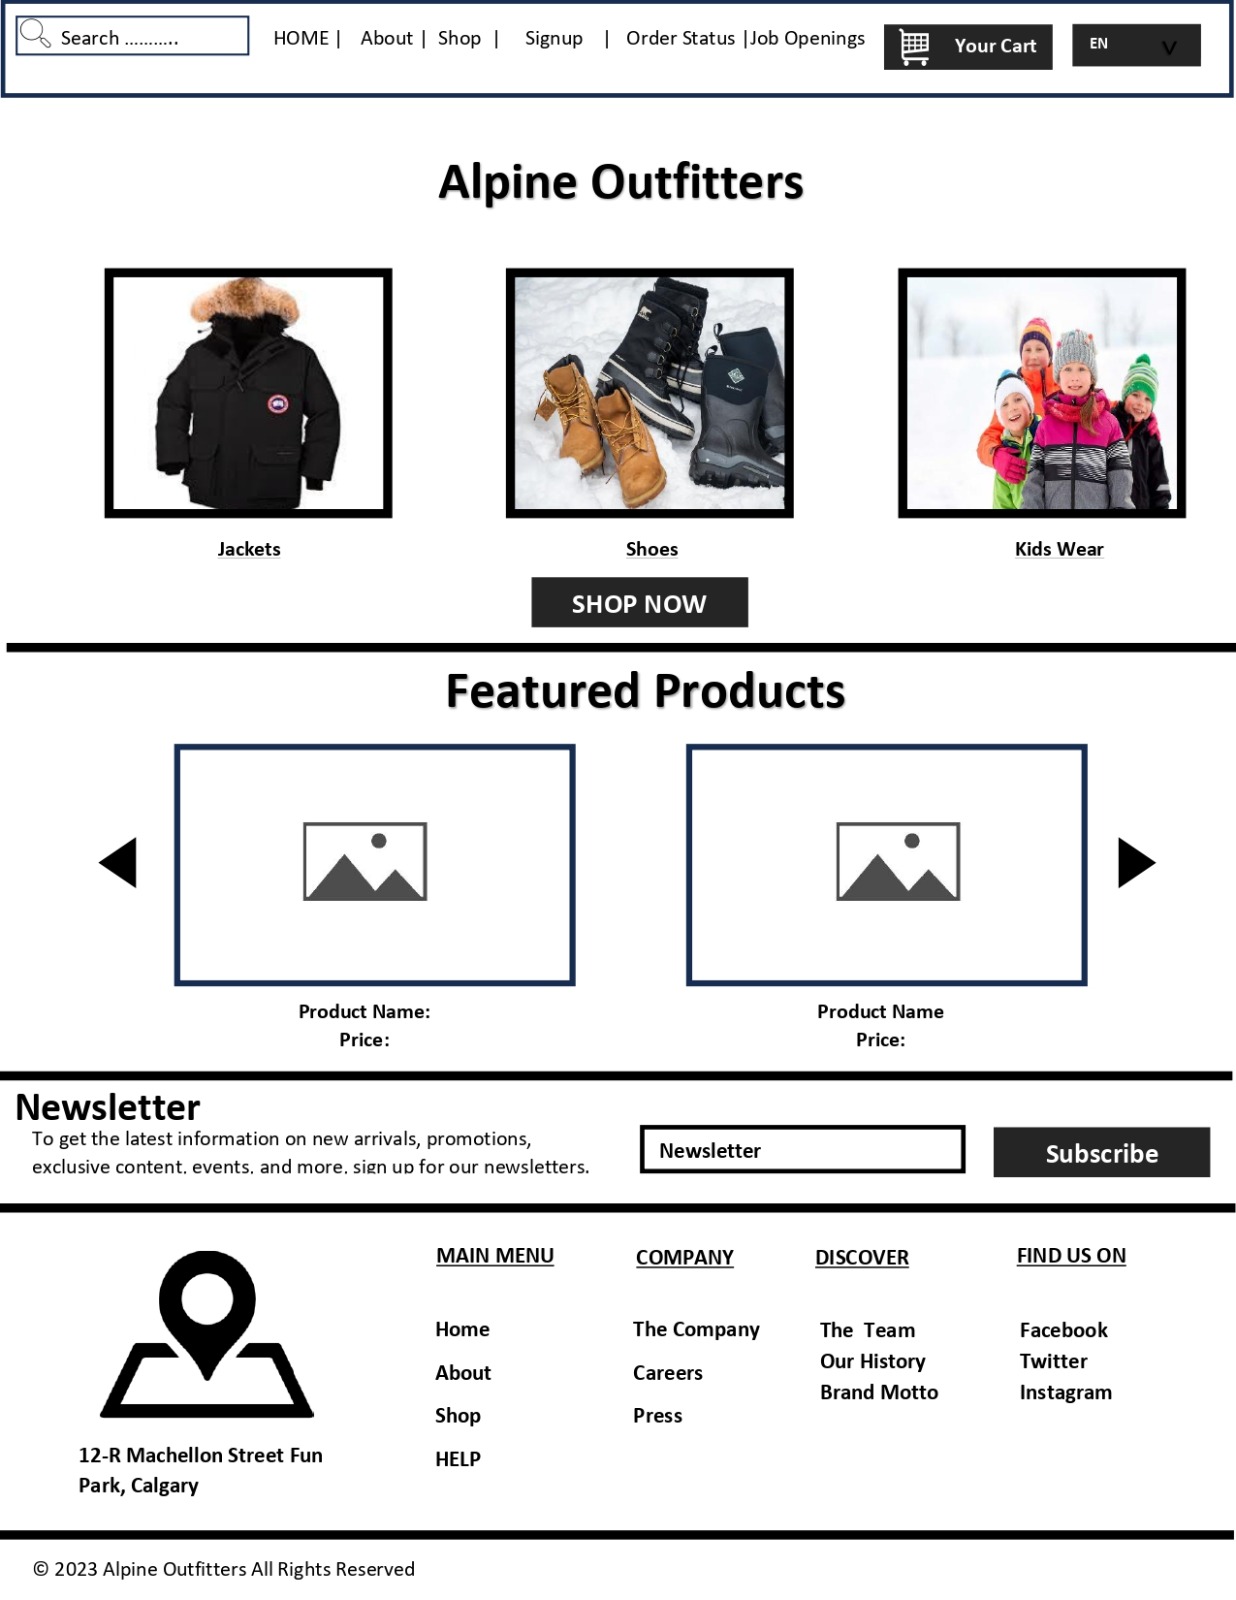 Search ...........
HOME | About | Shop | Signup | Order Status | Job Openings
Your Cart
EN
Alpine Outfitters
Jackets
Shoes
Kids Wear
SHOP NOW
Featured Products
Product Name:
Price:
Product Name
Price:
Newsletter
To get the latest information on new arrivals, promotions,
exclusive content, events, and more, sign up for our newsletters.
Newsletter
Subscribe
12-R Machellon Street Fun
Park, Calgary
MAIN MENU
Home
About
Shop
HELP
COMPANY
The Company
Careers
Press
DISCOVER
The Team
Our History
Brand Motto
FIND US ON
Facebook
Twitter
Instagram
© 2023 Alpine Outfitters All Rights Reserved